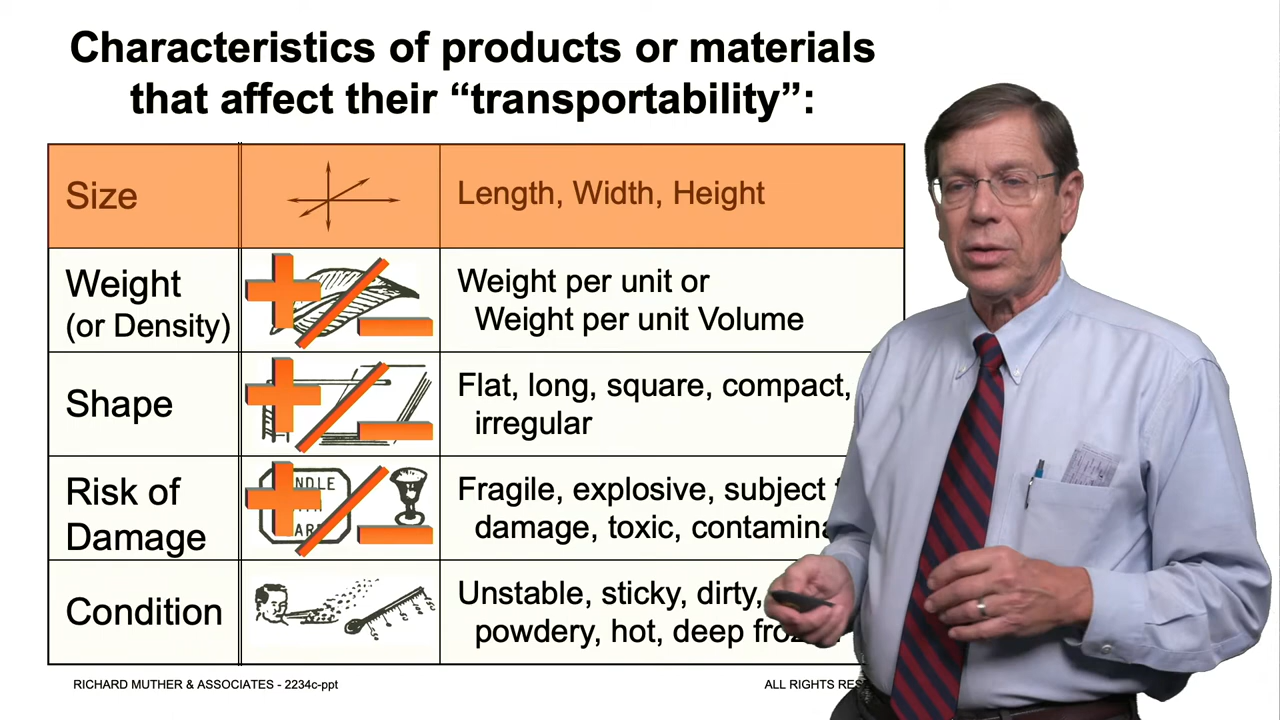 Characteristics of products or materials
that affect their “transportability”:
Size
Length, Width, Height
Weight
(or Density)
Weight per unit or
Weight per unit Volume
Shape
Flat, long, square, compact,
irregular
Risk of
Damage
Fragile, explosive, subject
damage, toxic,
Condition
Unstable, sticky, dirty,
powdery, hot, deep
RICHARD MUTHER & ASSOCIATES - 2234c-ppt
ALL RIGHTS